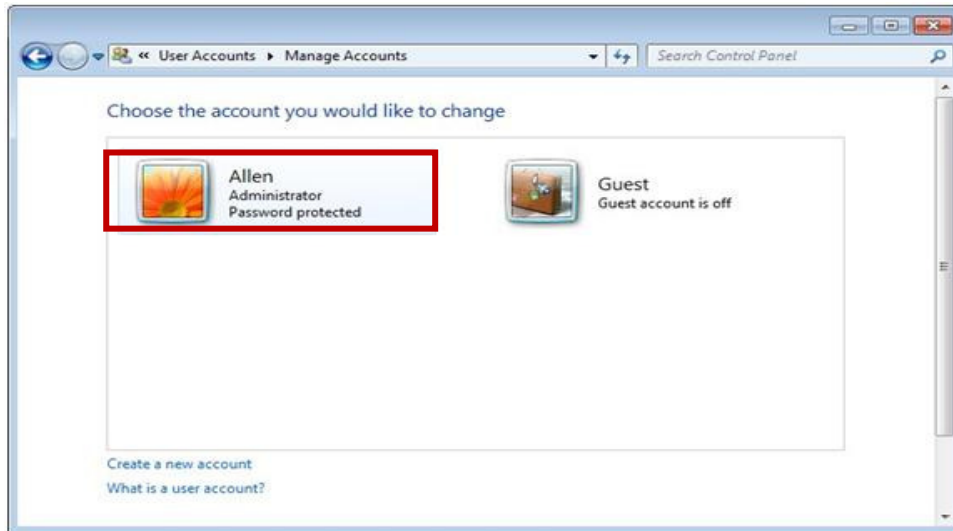 « User Accounts ▸ Manage Accounts
Search Control Panel
Choose the account you would like to change
Allen
Administrator
Password protected
Guest
Guest account is off
Create a new account
What is a user account?